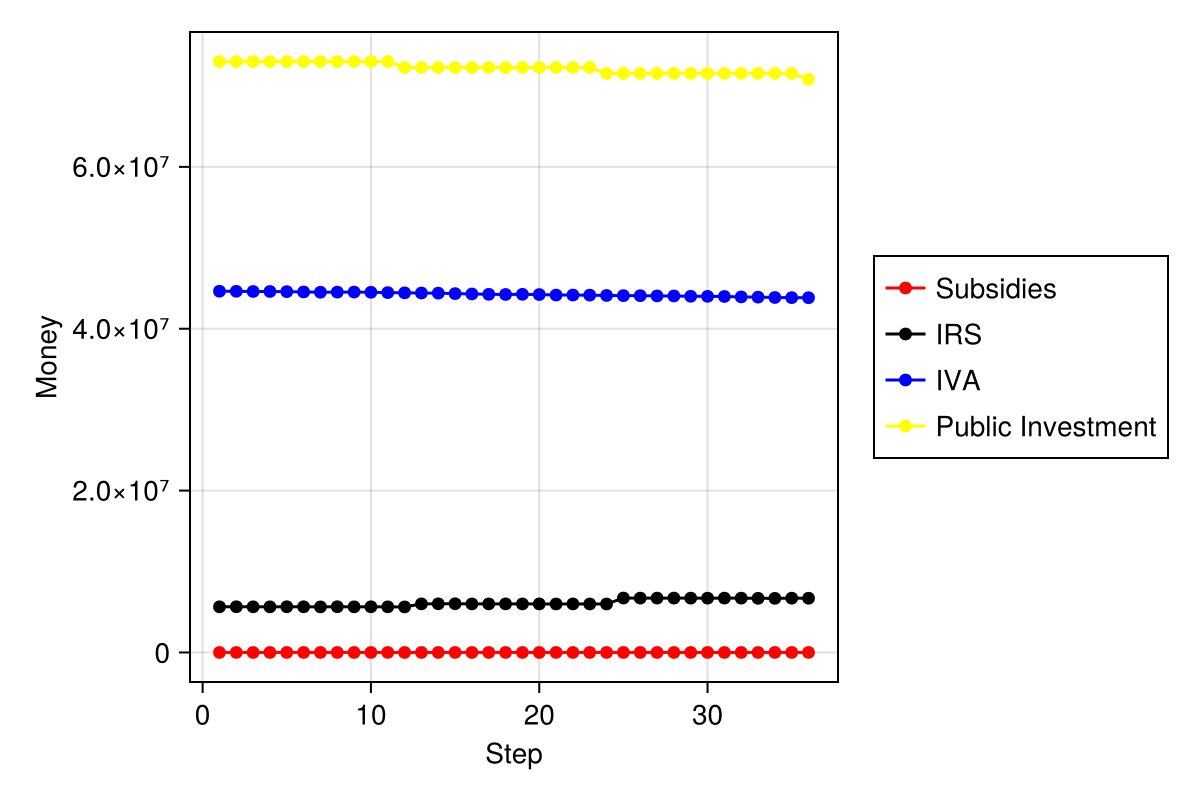 6.0×10⁷
4.0×10⁷
2.0×10⁷
0
Money
0 10 20 30
Step
Subsidies
IRS
IVA
Public Investment